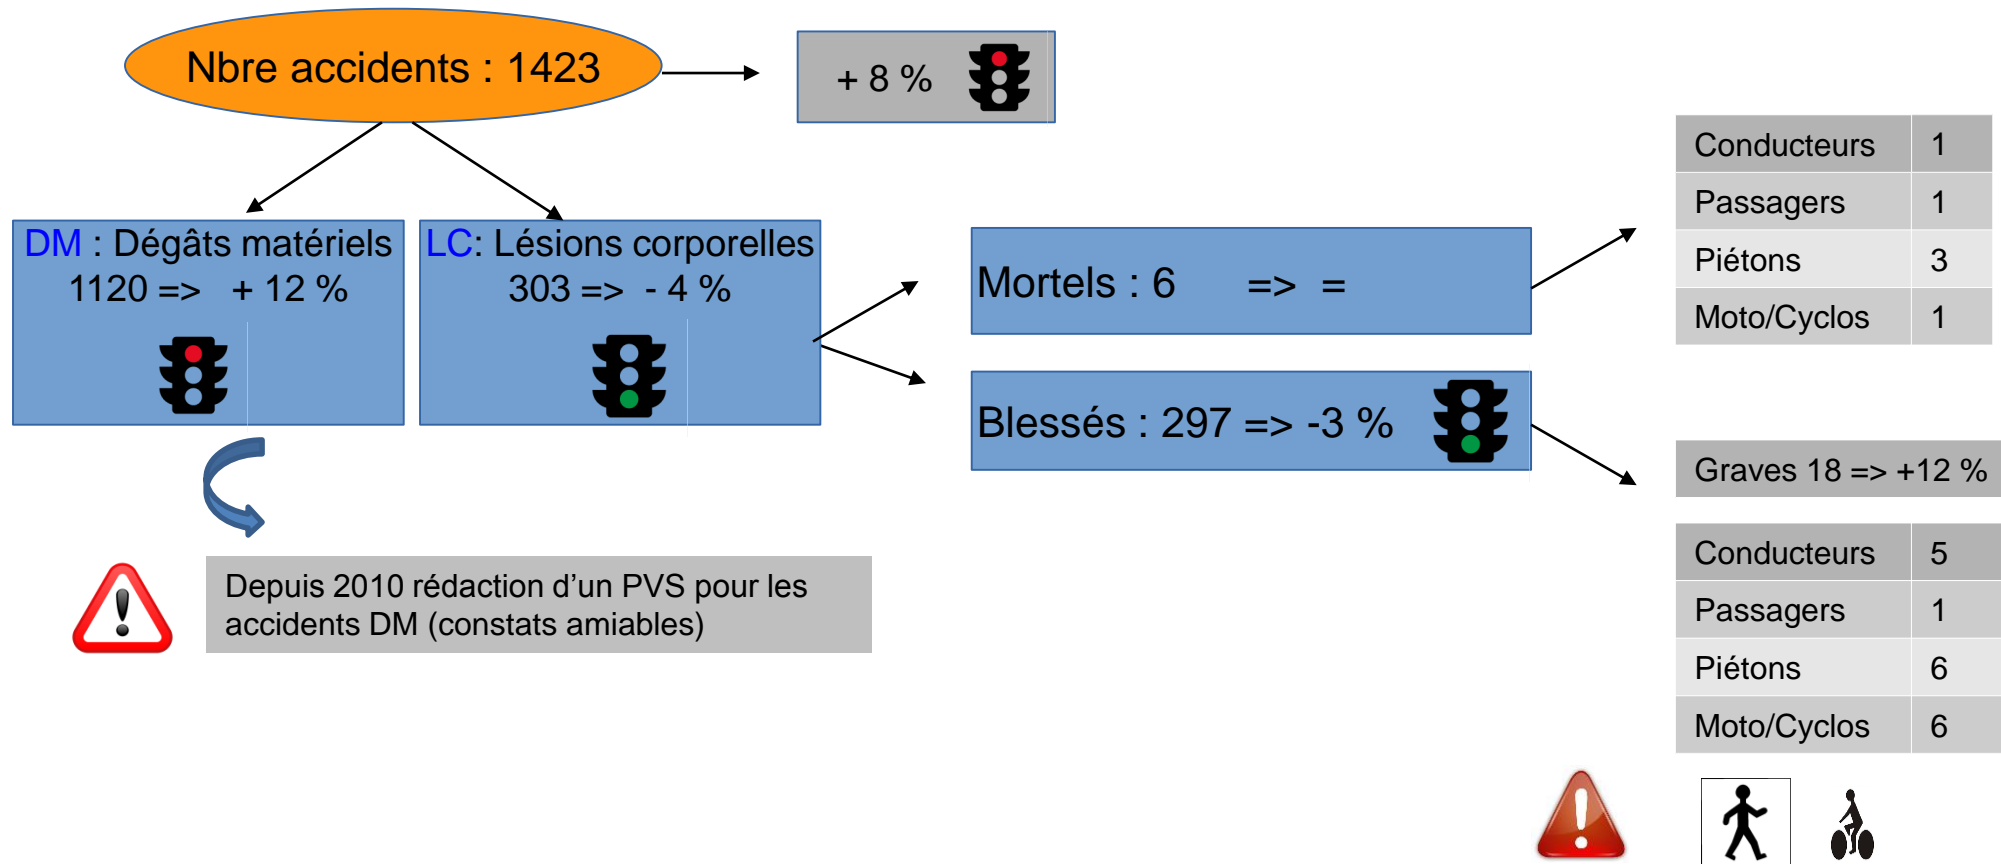 Nbre accidents : 1423
+ 8 %
DM : Dégâts matériels
1120 => + 12 %
LC: Lésions corporelles
303 => - 4 %
Mortels : 6 => =
Blessés : 297 => -3 %
Conducteurs 1
Passagers 1
Piétons 3
Moto/Cyclos 1
Graves 18 => +12 %
Conducteurs 5
Passagers 1
Piétons 6
Moto/Cyclos 6
Depuis 2010 rédaction d’un PVS pour les
accidents DM (constats amiables)